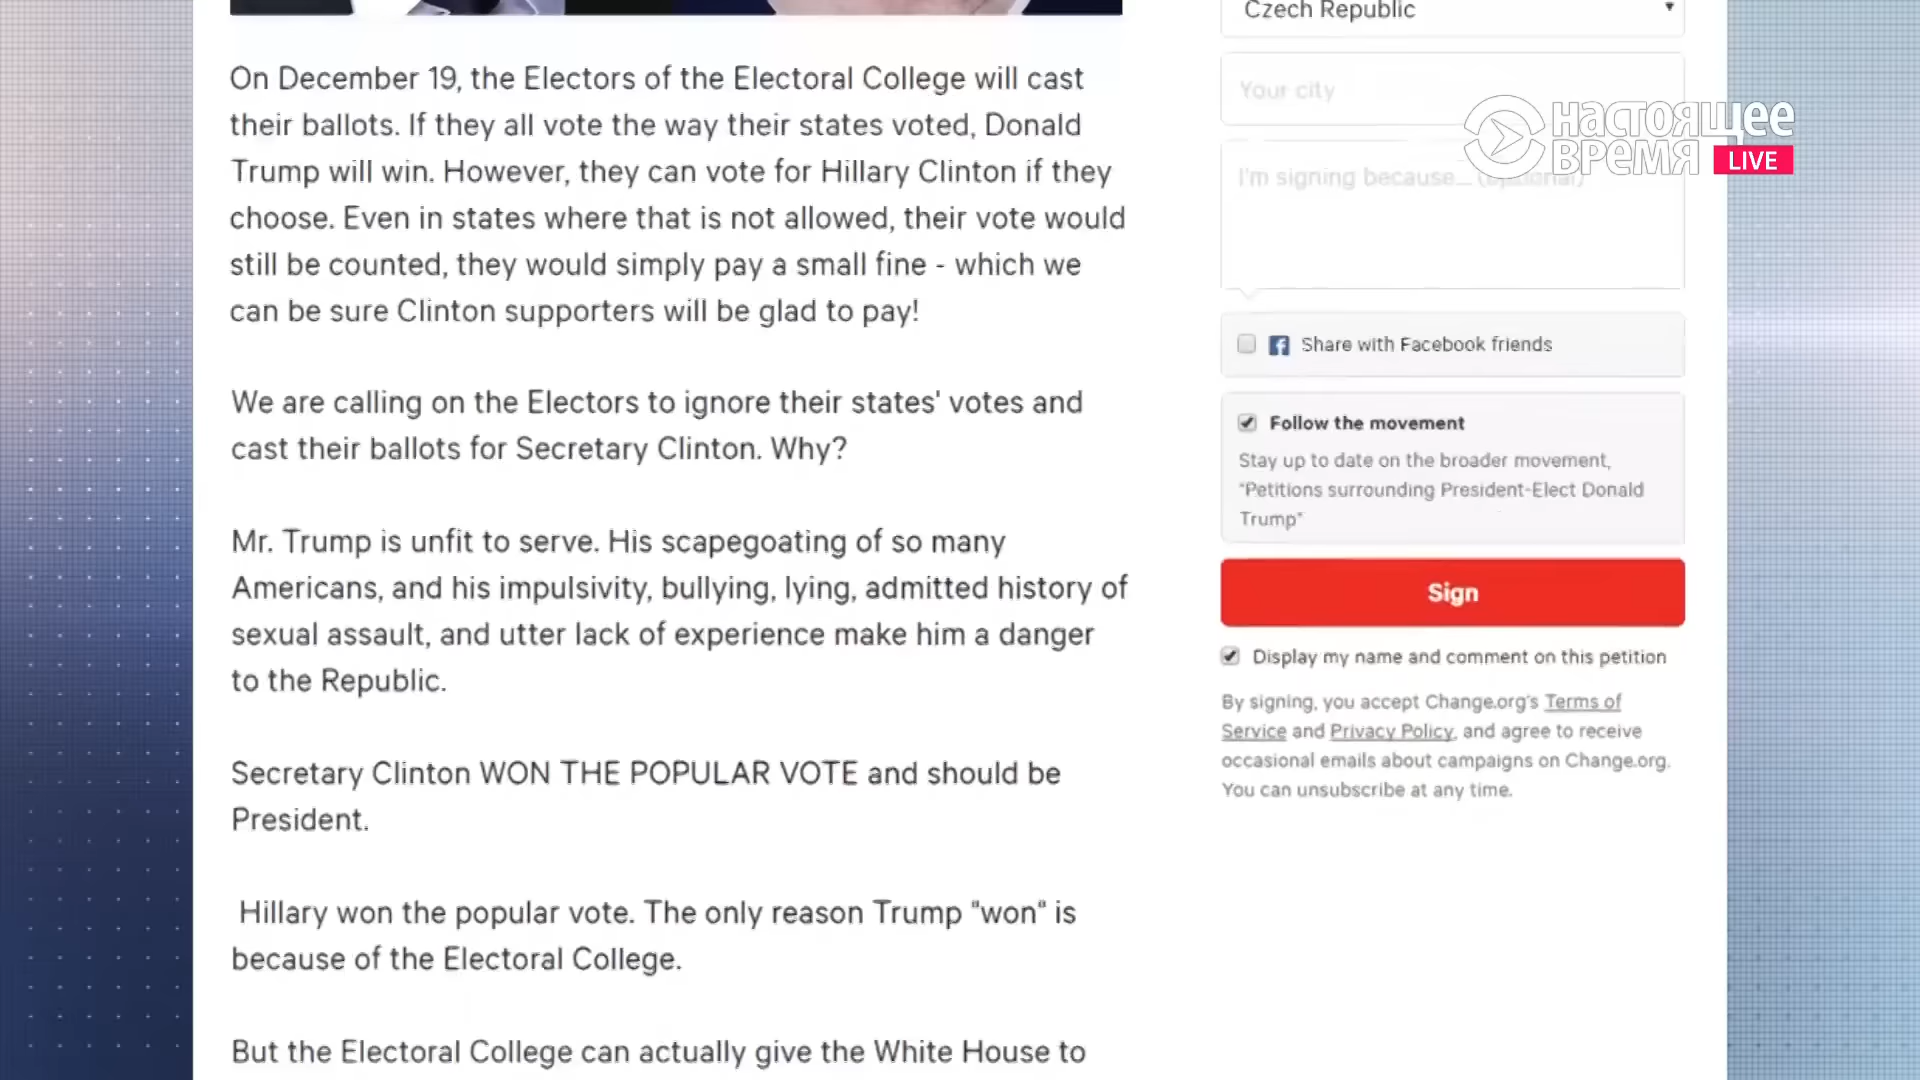 On December 19, the Electors of the Electoral College will cast
their ballots. If they all vote the way their states voted, Donald
Trump will win. However, they can vote for Hillary Clinton if they
choose. Even in states where that is not allowed, their vote would
still be counted, they would simply pay a small fine - which we
can be sure Clinton supporters will be glad to pay!
We are calling on the Electors to ignore their states' votes and
cast their ballots for Secretary Clinton. Why?
Mr. Trump is unfit to serve. His scapegoating of so many
Americans, and his impulsivity, bullying, lying, admitted history of
sexual assault, and utter lack of experience make him a danger
to the Republic.
Secretary Clinton WON THE POPULAR VOTE and should be
President.
Hillary won the popular vote. The only reason Trump "won" is
because of the Electoral College.
But the Electoral College can actually give the White House to
Czech Republic
Your city
I'm signing because... (optional)
Share with Facebook friends
Follow the movement
Stay up to date on the broader movement,
"Petitions surrounding President-Elect Donald
Trump"
Sign
Display my name and comment on this petition
By signing, you accept Change.org's Terms of
Service and Privacy Policy, and agree to receive
occasional emails about campaigns on Change.org.
You can unsubscribe at any time.
НАСТОЯЩЕЕ
ВРЕМЯ LIVE